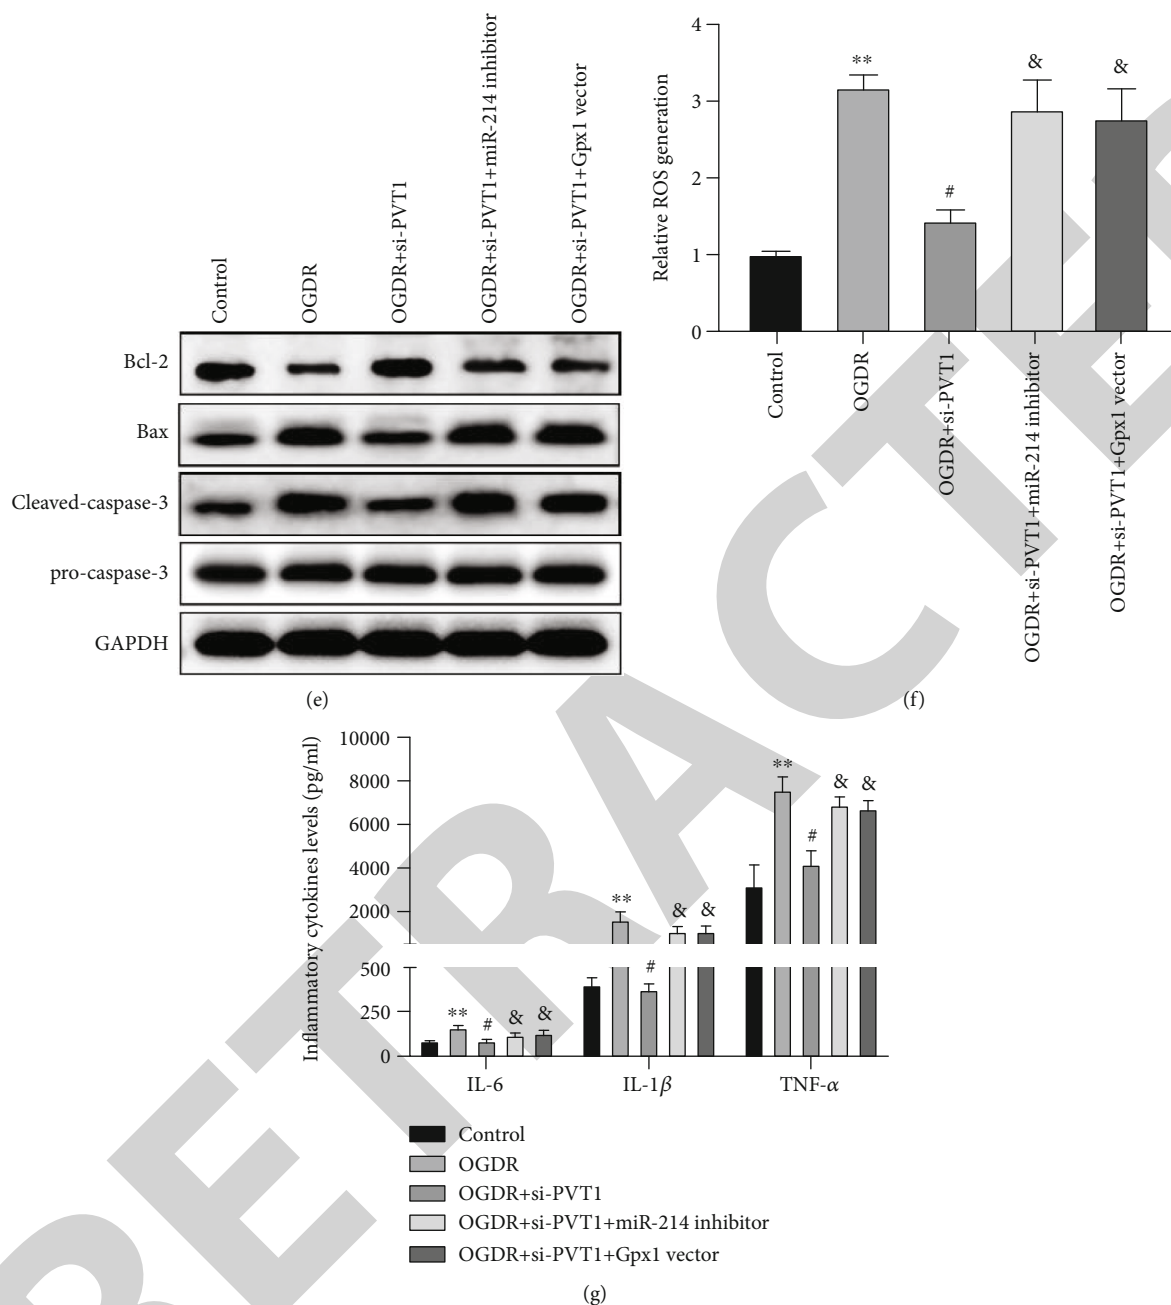 Control
OGDR
OGDR+si-PVT1
OGDR+si-PVT1+miR-214 inhibitor
OGDR+si-PVT1+Gpx1 vector
Bcl-2
Bax
Cleaved-caspase-3
pro-caspase-3
GAPDH
(e)
Relative ROS generation
4
3
2
1
0
**
#
&
&
Control
OGDR
OGDR+si-PVT1
OGDR+si-PVT1+miR-214 inhibitor
OGDR+si-PVT1+Gpx1 vector
(f)
Inflammatory cytokines levels (pg/ml)
10000
8000
6000
4000
2000
500
250
0
**
#
&
&
**
#
&
&
**
#
&
&
IL-6
IL-1β
TNF-α
Control
OGDR
OGDR+si-PVT1
OGDR+si-PVT1+miR-214 inhibitor
OGDR+si-PVT1+Gpx1 vector
(g)
RETRACTED